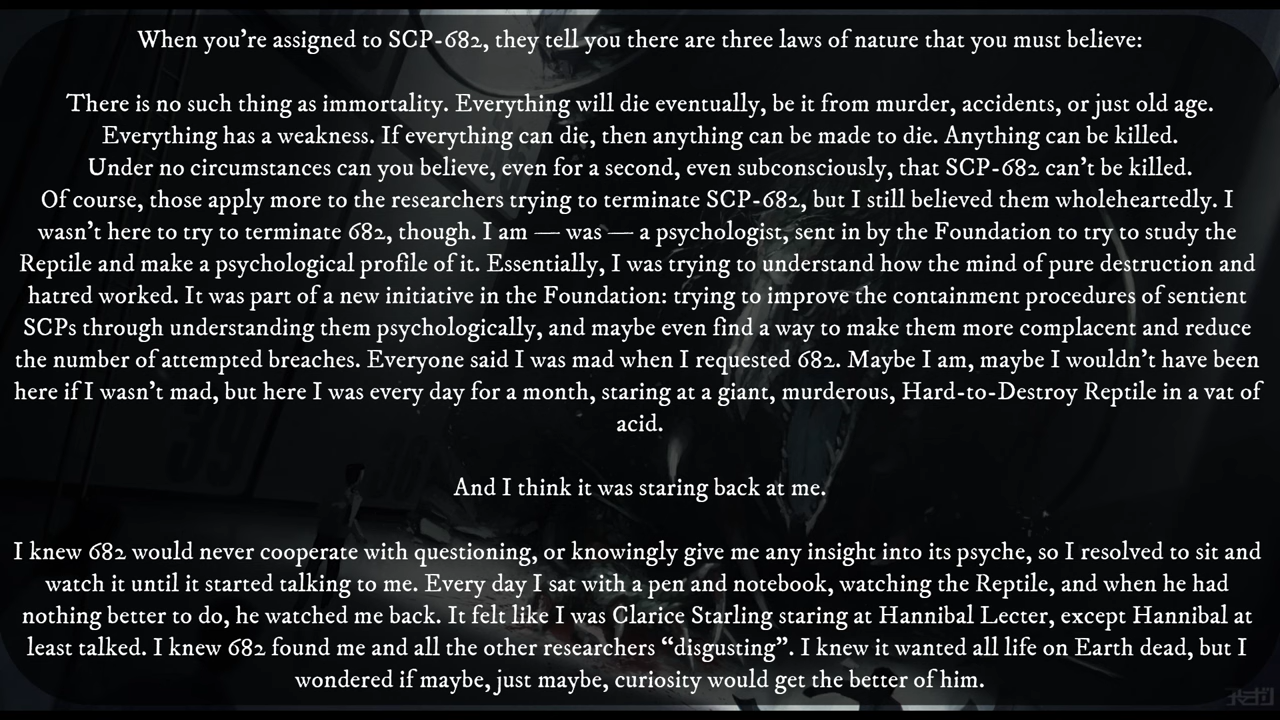 When you're assigned to SCP-682, they tell you there are three laws of nature that you must believe:
There is no such thing as immortality. Everything will die eventually, be it from murder, accidents, or just old age.
Everything has a weakness. If everything can die, then anything can be made to die. Anything can be killed.
Under no circumstances can you believe, even for a second, even subconsciously, that SCP-682 can't be killed.
Of course, those apply more to the researchers trying to terminate SCP-682, but I still believed them wholeheartedly. I
wasn't here to try to terminate 682, though. I am — was — a psychologist, sent in by the Foundation to try to study the
Reptile and make a psychological profile of it. Essentially, I was trying to understand how the mind of pure destruction and
hatred worked. It was part of a new initiative in the Foundation: trying to improve the containment procedures of sentient
SCPs through understanding them psychologically, and maybe even find a way to make them more complacent and reduce
the number of attempted breaches. Everyone said I was mad when I requested 682. Maybe I am, maybe I wouldn't have been
here if I wasn't mad, but here I was every day for a month, staring at a giant, murderous, Hard-to-Destroy Reptile in a vat of
acid.
And I think it was staring back at me.
I knew 682 would never cooperate with questioning, or knowingly give me any insight into its psyche, so I resolved to sit and
watch it until it started talking to me. Every day I sat with a pen and notebook, watching the Reptile, and when he had
nothing better to do, he watched me back. It felt like I was Clarice Starling staring at Hannibal Lecter, except Hannibal at
least talked. I knew 682 found me and all the other researchers “disgusting”. I knew it wanted all life on Earth dead, but I
wondered if maybe, just maybe, curiosity would get the better of him.